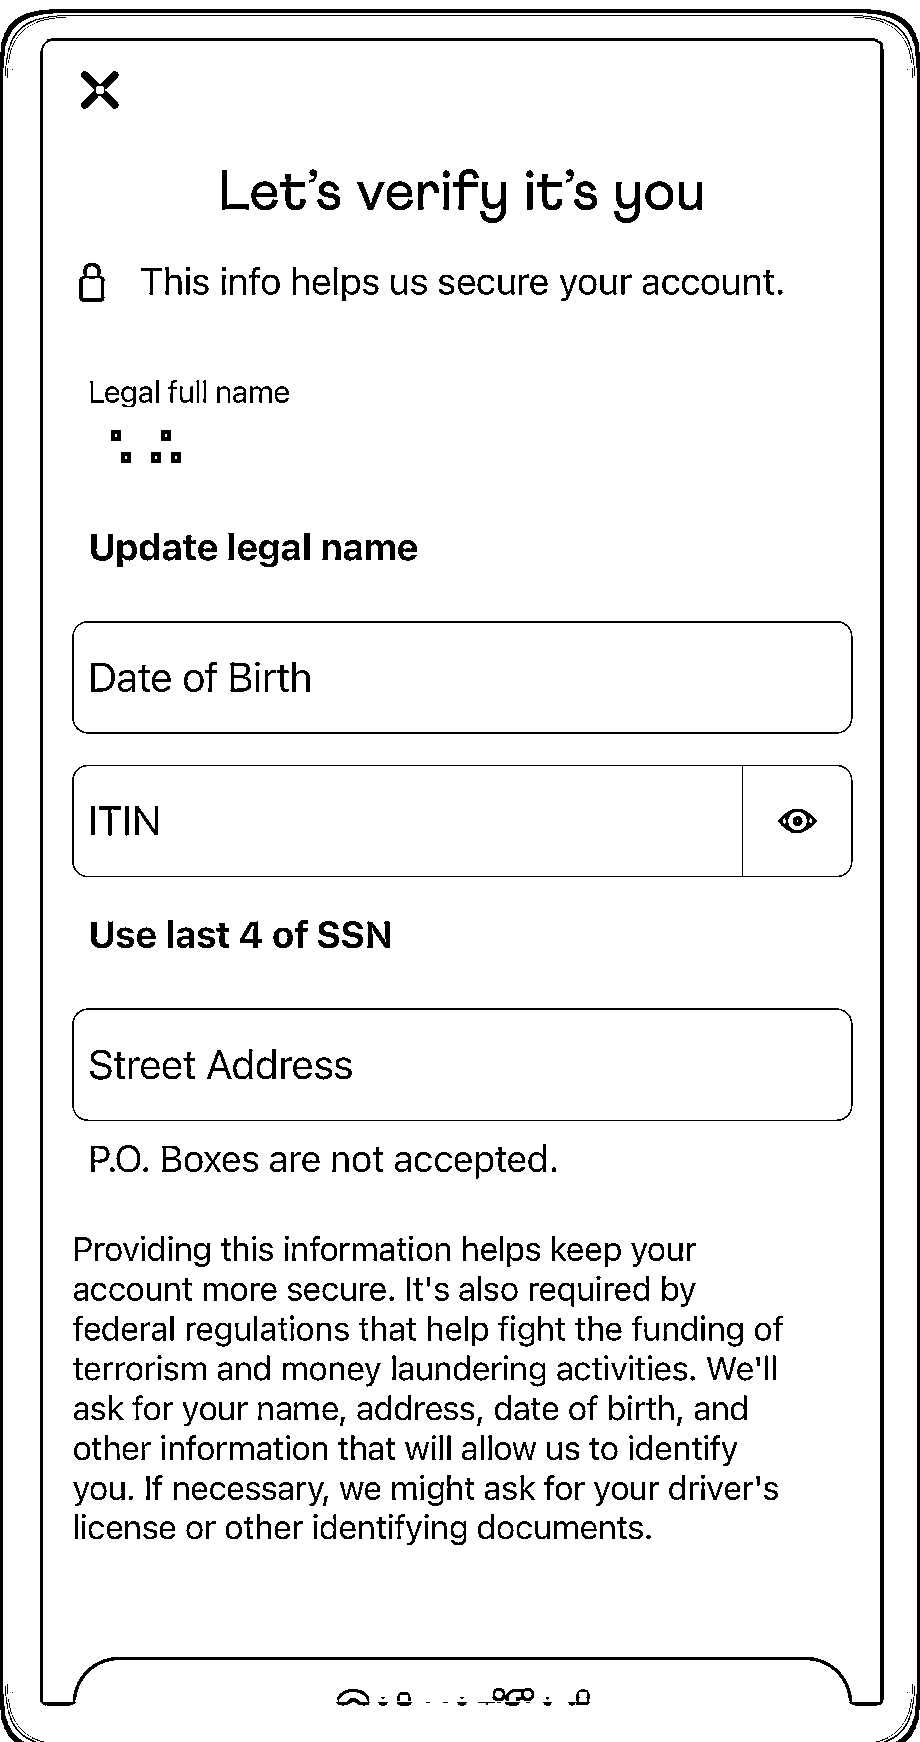 Let’s verify it’s you
This info helps us secure your account.
Legal full name
Update legal name
Date of Birth
ITIN
Use last 4 of SSN
Street Address
P.O. Boxes are not accepted.
Providing this information helps keep your
account more secure. It's also required by
federal regulations that help fight the funding of
terrorism and money laundering activities. We'll
ask for your name, address, date of birth, and
other information that will allow us to identify
you. If necessary, we might ask for your driver's
license or other identifying documents.